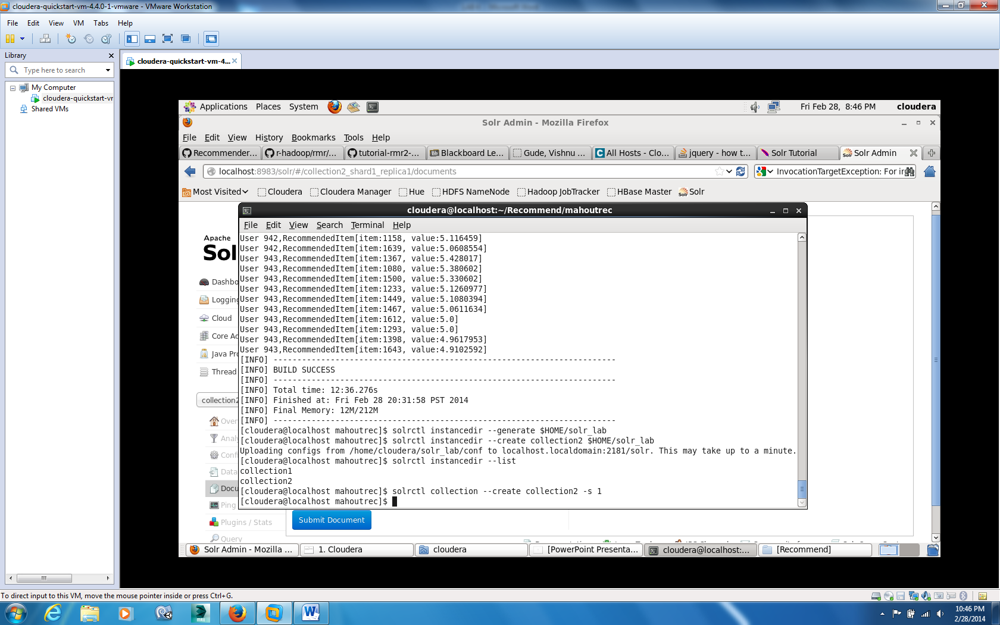 cloudera-quickstart-vm-4.4.0-1-vmware - VMware Workstation
File Edit View VM Tabs Help
Library
cloudera-quickstart-vm-4...
Type here to search
My Computer
cloudera-quickstart-vr
Shared VMs
Applications Places System Fri Feb 28, 8:46 PM cloudera
Solr Admin - Mozilla Firefox
File Edit View History Bookmarks Tools Help
Recommender... r-hadoop/rmr/... tutorial-rmr2-... Blackboard Le... Gude, Vishnu ... All Hosts - Clo... jquery - how t... Solr Tutorial Solr Admin
localhost:8983/solr/#/collection2_shard1_replica1/documents InvocationTargetException: For ir
Most Visited Cloudera Cloudera Manager Hue HDFS NameNode Hadoop JobTracker HBase Master Solr
cloudera@localhost:~/Recommend/mahoutrec
File Edit View Search Terminal Help
Apache
Sol
Dashbo
Logging
Cloud
Core Ad
Java Pro
Thread
collection2
Over
Analy
Conf
Data
Docu
Ping
Plugins / Stats
Query
User 942,RecommendedItem[item:1158, value:5.116459]
User 942,RecommendedItem[item:1639, value:5.0608554]
User 943,RecommendedItem[item:1367, value:5.428017]
User 943,RecommendedItem[item:1080, value:5.380602]
User 943,RecommendedItem[item:1500, value:5.330602]
User 943,RecommendedItem[item:1233, value:5.1260977]
User 943,RecommendedItem[item:1449, value:5.1080394]
User 943,RecommendedItem[item:1467, value:5.0611634]
User 943,RecommendedItem[item:1612, value:5.0]
User 943,RecommendedItem[item:1293, value:5.0]
User 943,RecommendedItem[item:1398, value:4.9617953]
User 943,RecommendedItem[item:1643, value:4.9102592]
[INFO] ------------------------------------------------------------------------
[INFO] BUILD SUCCESS
[INFO] ------------------------------------------------------------------------
[INFO] Total time: 12:36.276s
[INFO] Finished at: Fri Feb 28 20:31:58 PST 2014
[INFO] Final Memory: 12M/212M
[INFO] ------------------------------------------------------------------------
[cloudera@localhost mahoutrec]$ solrctl instancedir --generate $HOME/solr_lab
[cloudera@localhost mahoutrec]$ solrctl instancedir --create collection2 $HOME/solr_lab
Uploading configs from /home/cloudera/solr_lab/conf to localhost.localdomain:2181/solr. This may take up to a minute.
[cloudera@localhost mahoutrec]$ solrctl instancedir --list
collection1
collection2
[cloudera@localhost mahoutrec]$ solrctl collection --create collection2 -s 1
[cloudera@localhost mahoutrec]$
Submit Document
Solr Admin - Mozilla ... 1. Cloudera cloudera [PowerPoint Presenta... cloudera@localhost:... [Recommend]
To direct input to this VM, move the mouse pointer inside or press Ctrl+G.
10:46 PM
2/28/2014